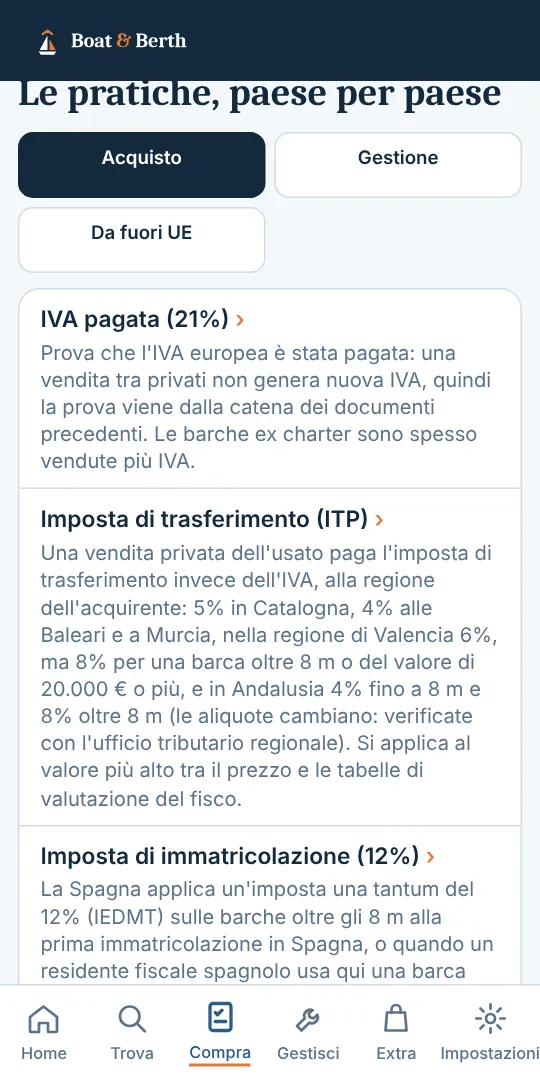 Boat & Berth
Le pratiche, paese per paese
Acquisto
Gestione
Da fuori UE
IVA pagata (21%) ›
Prova che l'IVA europea è stata pagata: una
vendita tra privati non genera nuova IVA, quindi
la prova viene dalla catena dei documenti
precedenti. Le barche ex charter sono spesso
vendute più IVA.
Imposta di trasferimento (ITP) ›
Una vendita privata dell'usato paga l'imposta di
trasferimento invece dell'IVA, alla regione
dell'acquirente: 5% in Catalogna, 4% alle
Baleari e a Murcia, nella regione di Valencia 6%,
ma 8% per una barca oltre 8 m o del valore di
20.000 € o più, e in Andalusia 4% fino a 8 m e
8% oltre 8 m (le aliquote cambiano: verificate
con l'ufficio tributario regionale). Si applica al
valore più alto tra il prezzo e le tabelle di
valutazione del fisco.
Imposta di immatricolazione (12%) ›
La Spagna applica un'imposta una tantum del
12% (IEDMT) sulle barche oltre gli 8 m alla
prima immatricolazione in Spagna, o quando un
residente fiscale spagnolo usa qui una barca
Home
Trova
Compra
Gestisci
Extra
Impostazioni